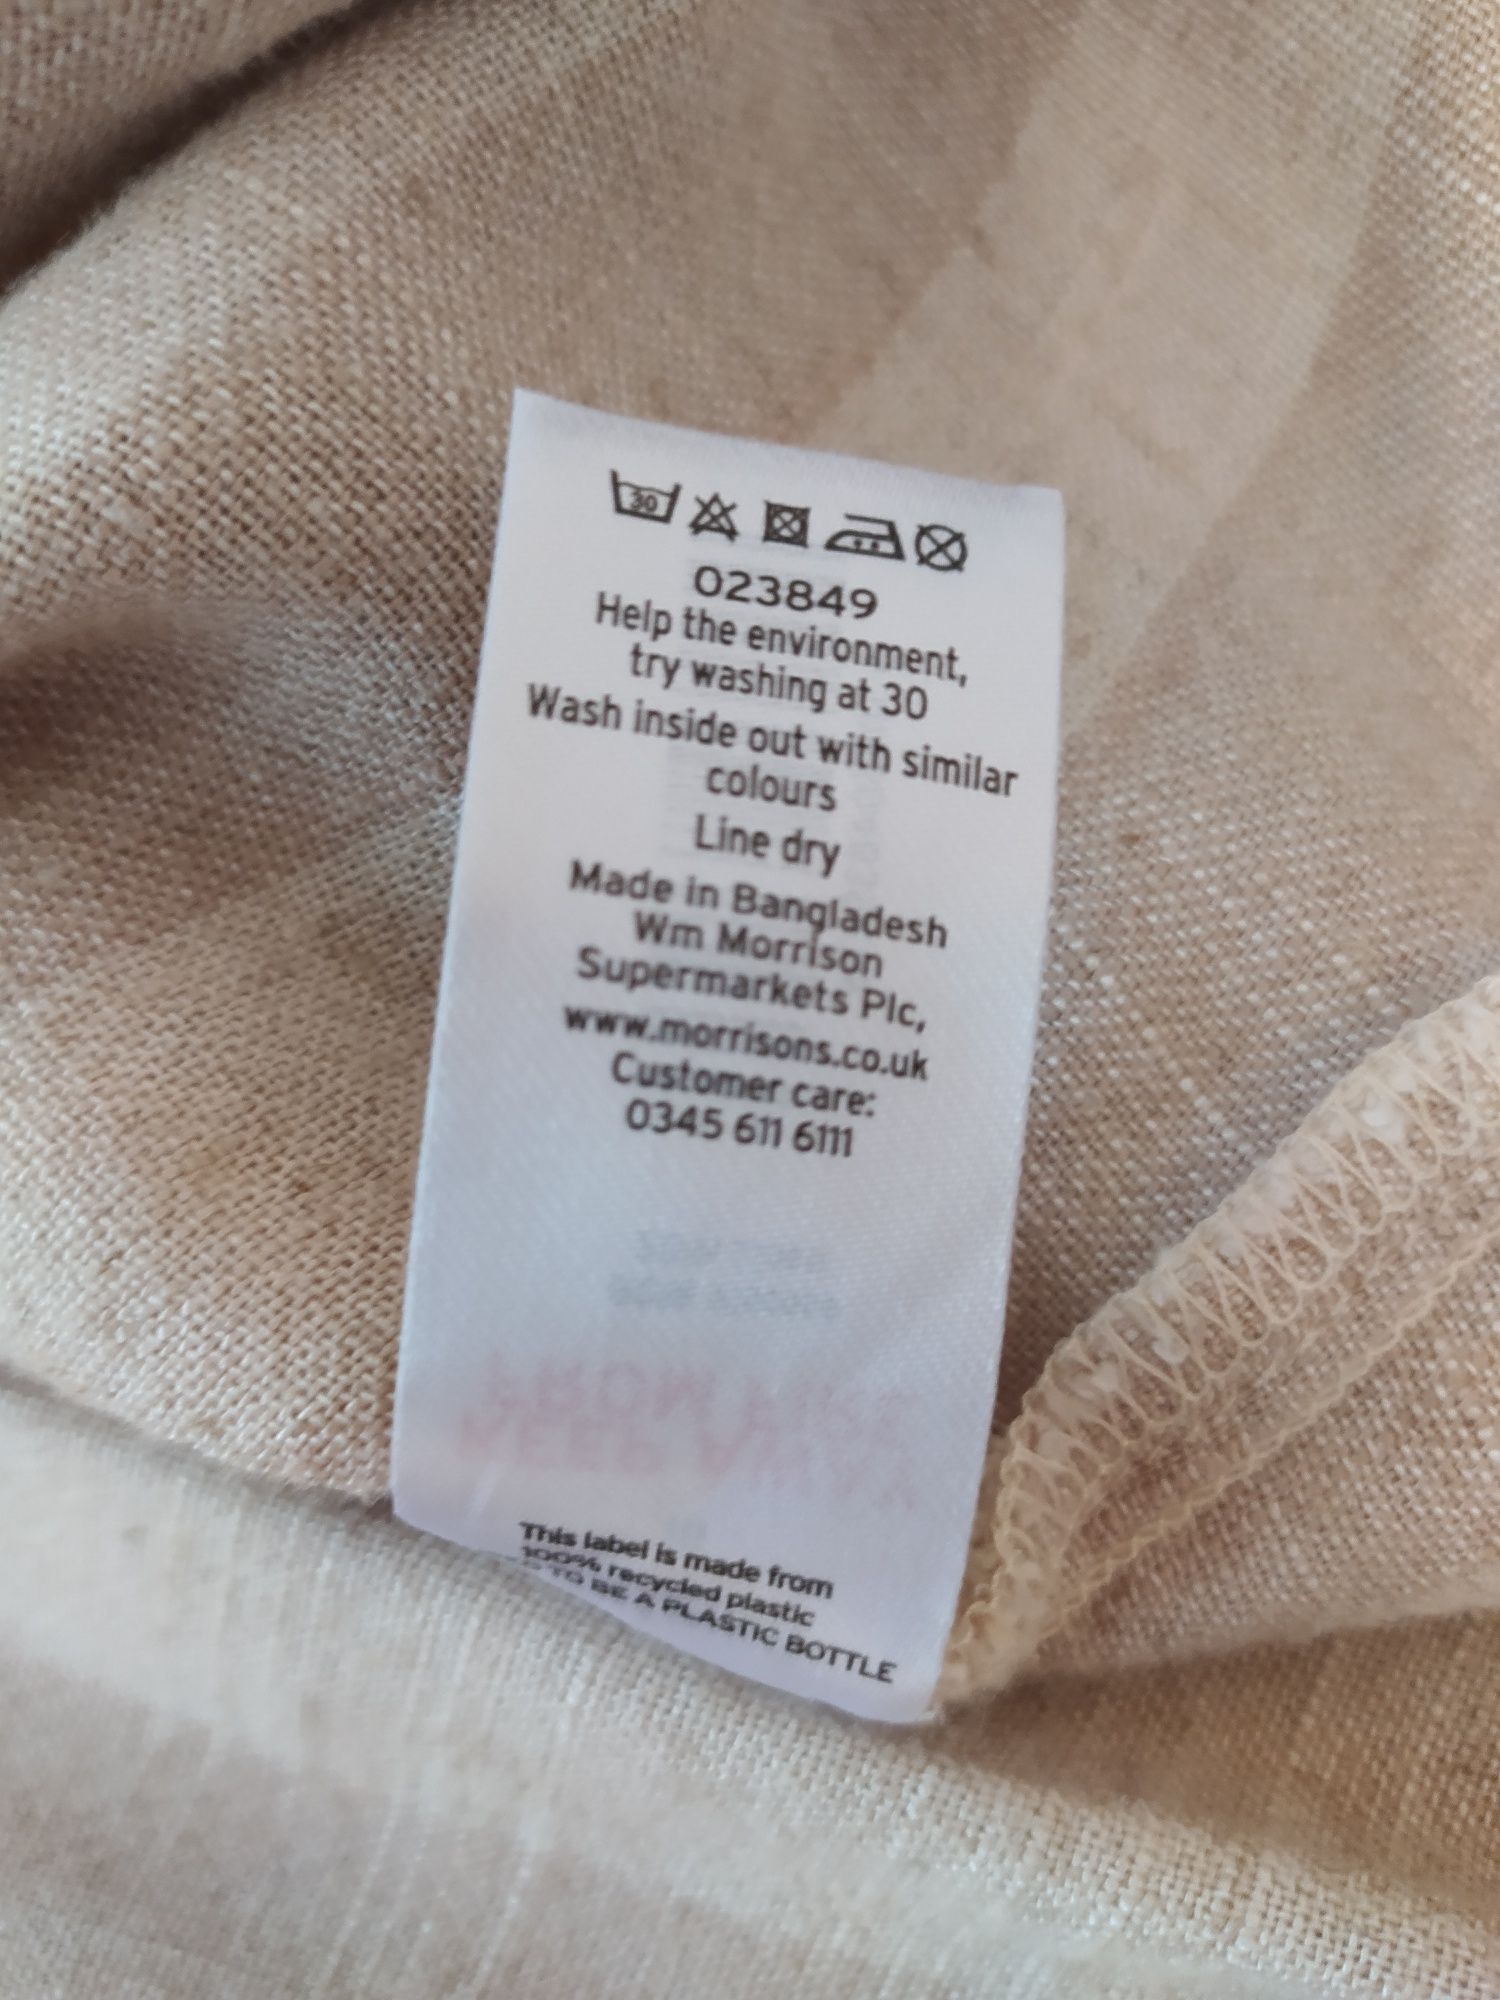 30
023849
Help the environment,
try washing at 30
Wash inside out with similar
colours
Line dry
Made in Bangladesh
Wm Morrison
Supermarkets Plc,
www.morrisons.co.uk
Customer care:
0345 611 6111
This label is made from
100% recycled plastic
TO BE A PLASTIC BOTTLE